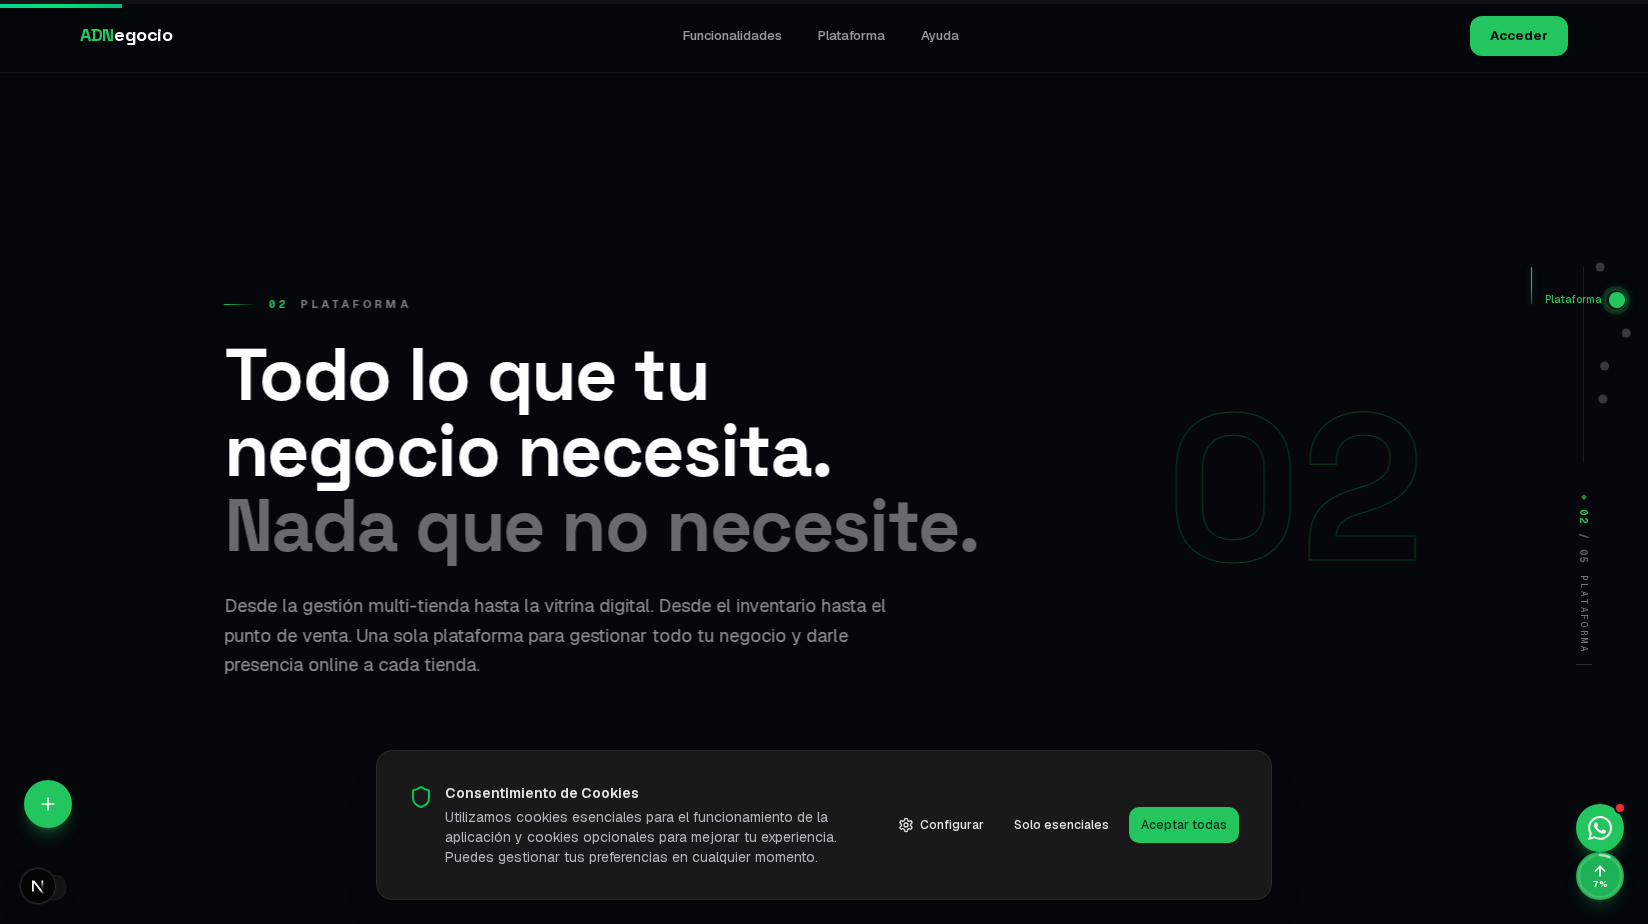 ADNegocio
Funcionalidades
Plataforma
Ayuda
Acceder
02 PLATAFORMA
Todo lo que tu
negocio necesita.
Nada que no necesite.
Desde la gestión multi-tienda hasta la vitrina digital. Desde el inventario hasta el
punto de venta. Una sola plataforma para gestionar todo tu negocio y darle
presencia online a cada tienda.
02
Plataforma
02 / 05 PLATAFORMA
Consentimiento de Cookies
Utilizamos cookies esenciales para el funcionamiento de la
aplicación y cookies opcionales para mejorar tu experiencia.
Puedes gestionar tus preferencias en cualquier momento.
Configurar
Solo esenciales
Aceptar todas
N
7%